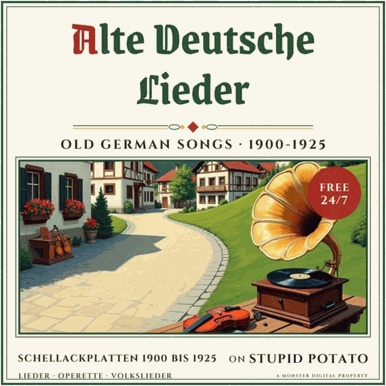 Alte Deutsche
Lieder
OLD GERMAN SONGS · 1900-1925
FREE
24/7
SCHELLACKPLATTEN 1900 BIS 1925
ON STUPID POTATO
LIEDER · OPERETTE · VOLKSLIEDER
A MONSTER DIGITAL PROPERTY